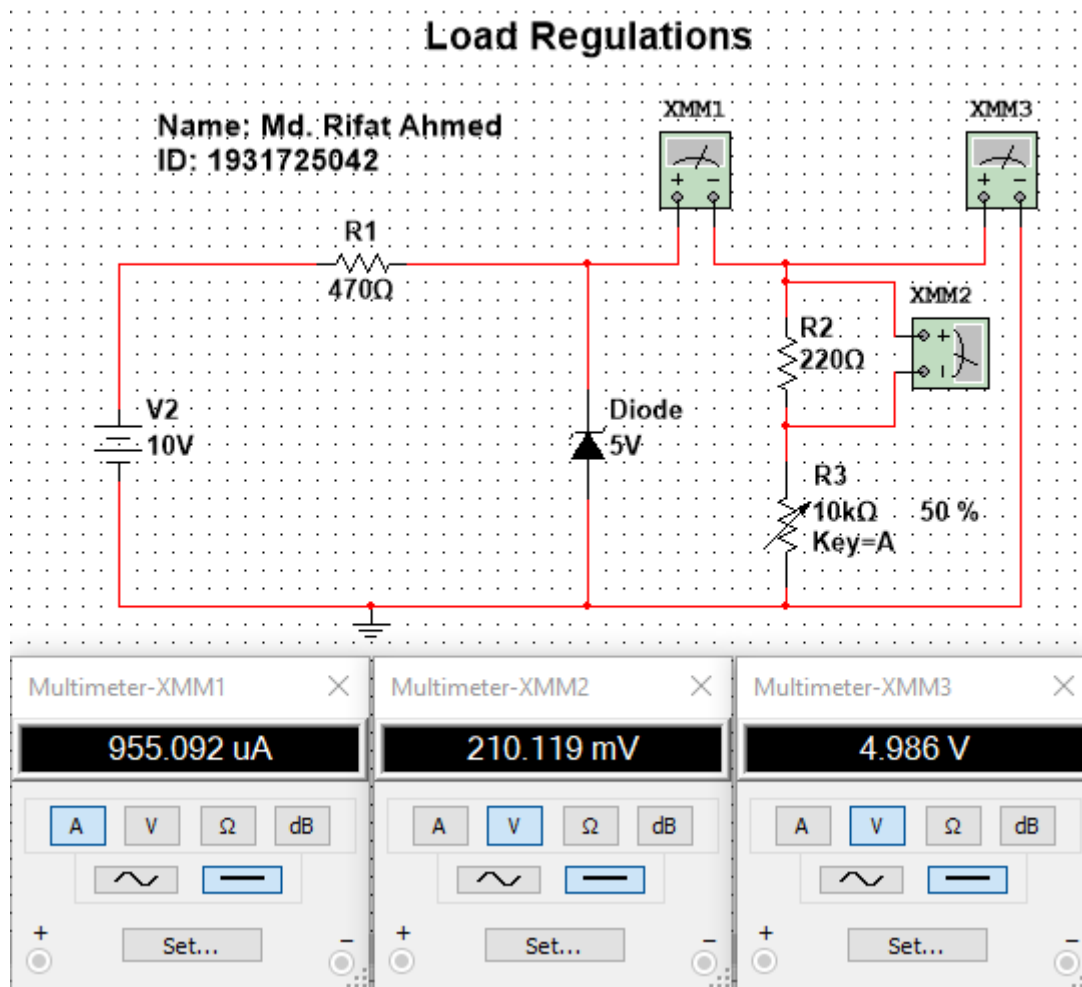 Load Regulations
Name: Md. Rifat Ahmed
ID: 1931725042
XMM1
XMM3
R1
470Ω
XMM2
R2
220Ω
V2
10V
Diode
5V
R3
10kΩ 50 %
Key=A
Multimeter-XMM1
955.092 uA
A V Ω dB
+ Set... –
Multimeter-XMM2
210.119 mV
A V Ω dB
+ Set... –
Multimeter-XMM3
4.986 V
A V Ω dB
+ Set... –